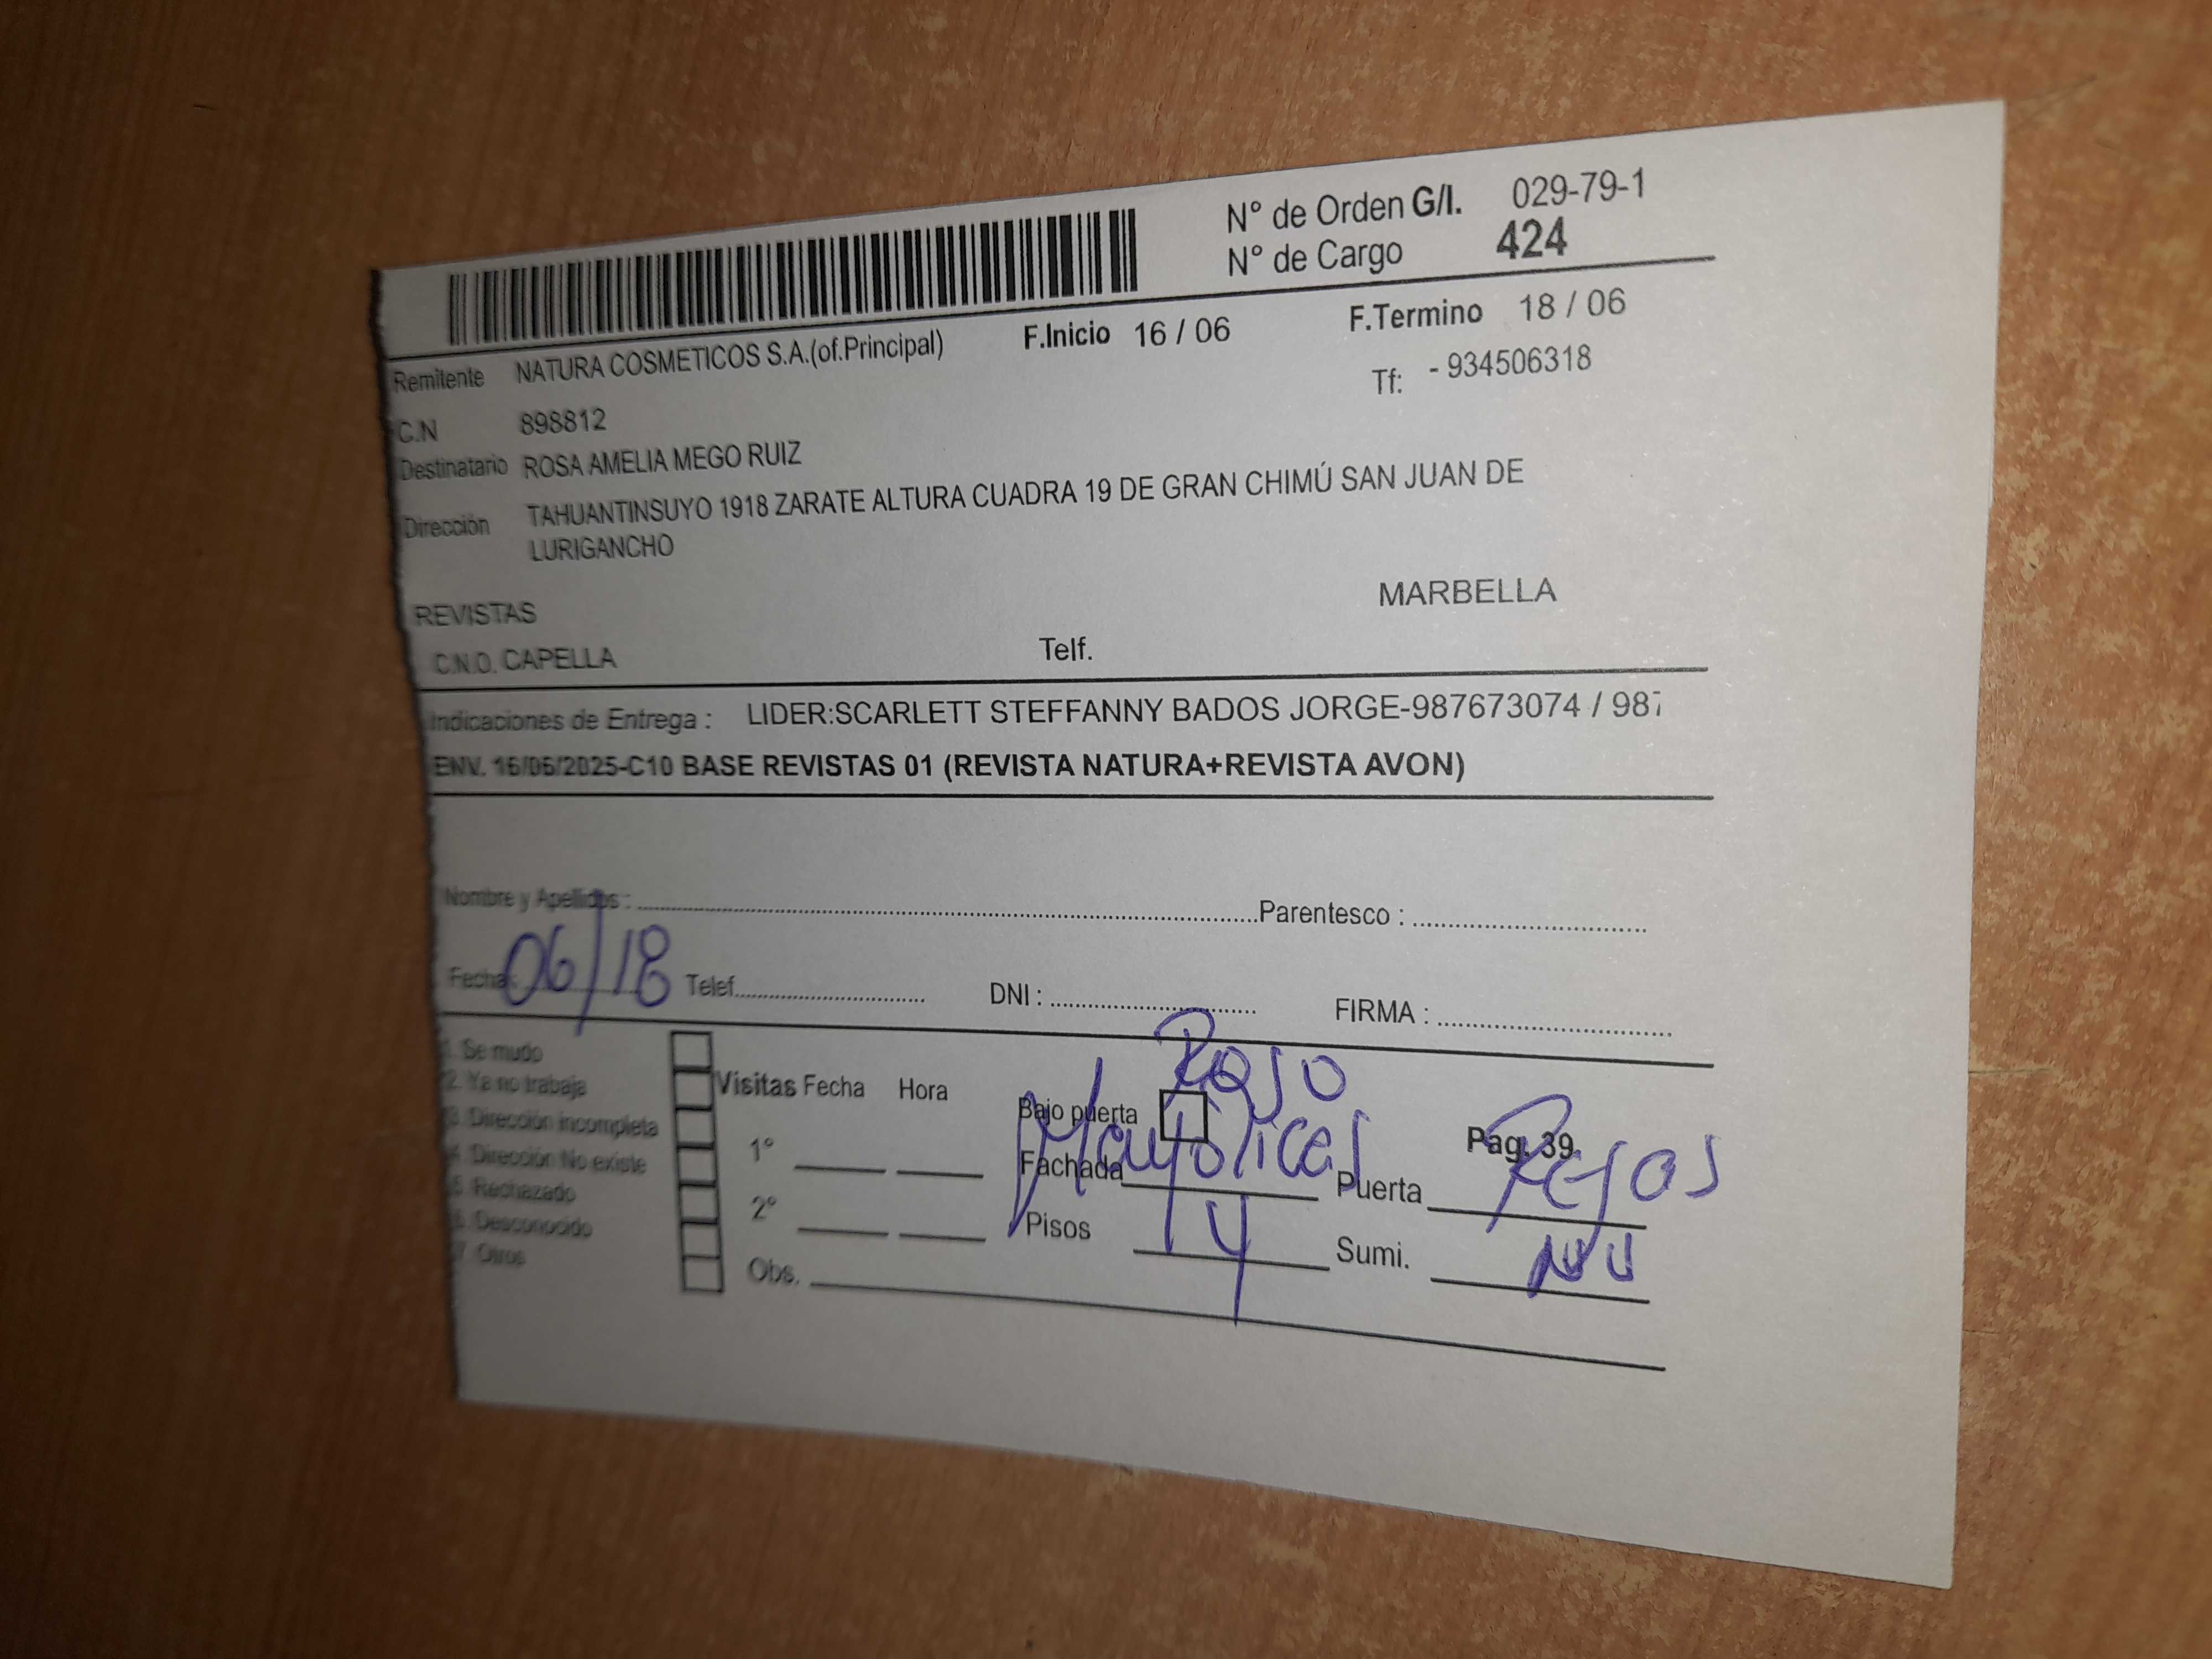 N° de Orden G/I. 029-79-1
N° de Cargo 424
Remitente NATURA COSMETICOS S.A.(of.Principal) F.Inicio 16 / 06 F.Termino 18 / 06
C.N 898812 Tf: - 934506318
Destinatario ROSA AMELIA MEGO RUIZ
Dirección TAHUANTINSUYO 1918 ZARATE ALTURA CUADRA 19 DE GRAN CHIMÚ SAN JUAN DE
LURIGANCHO
REVISTAS MARBELLA
C.N.O. CAPELLA Telf.
Indicaciones de Entrega : LIDER:SCARLETT STEFFANNY BADOS JORGE-987673074 / 987
ENV. 16/06/2025-C10 BASE REVISTAS 01 (REVISTA NATURA+REVISTA AVON)
Nombre y Apellidos : Parentesco :
Fecha : 06/18 Telef. DNI : FIRMA :
1. Se mudo
2. Ya no trabaja Visitas Fecha Hora Rojo
3. Dirección incompleta Bajo puerta Pag. 39
4. Dirección No existe 1° Fachada Mayólicas Puerta Rejas
5. Rechazado
6. Desconocido 2° Pisos 4 Sumi.
7. Otros Obs.